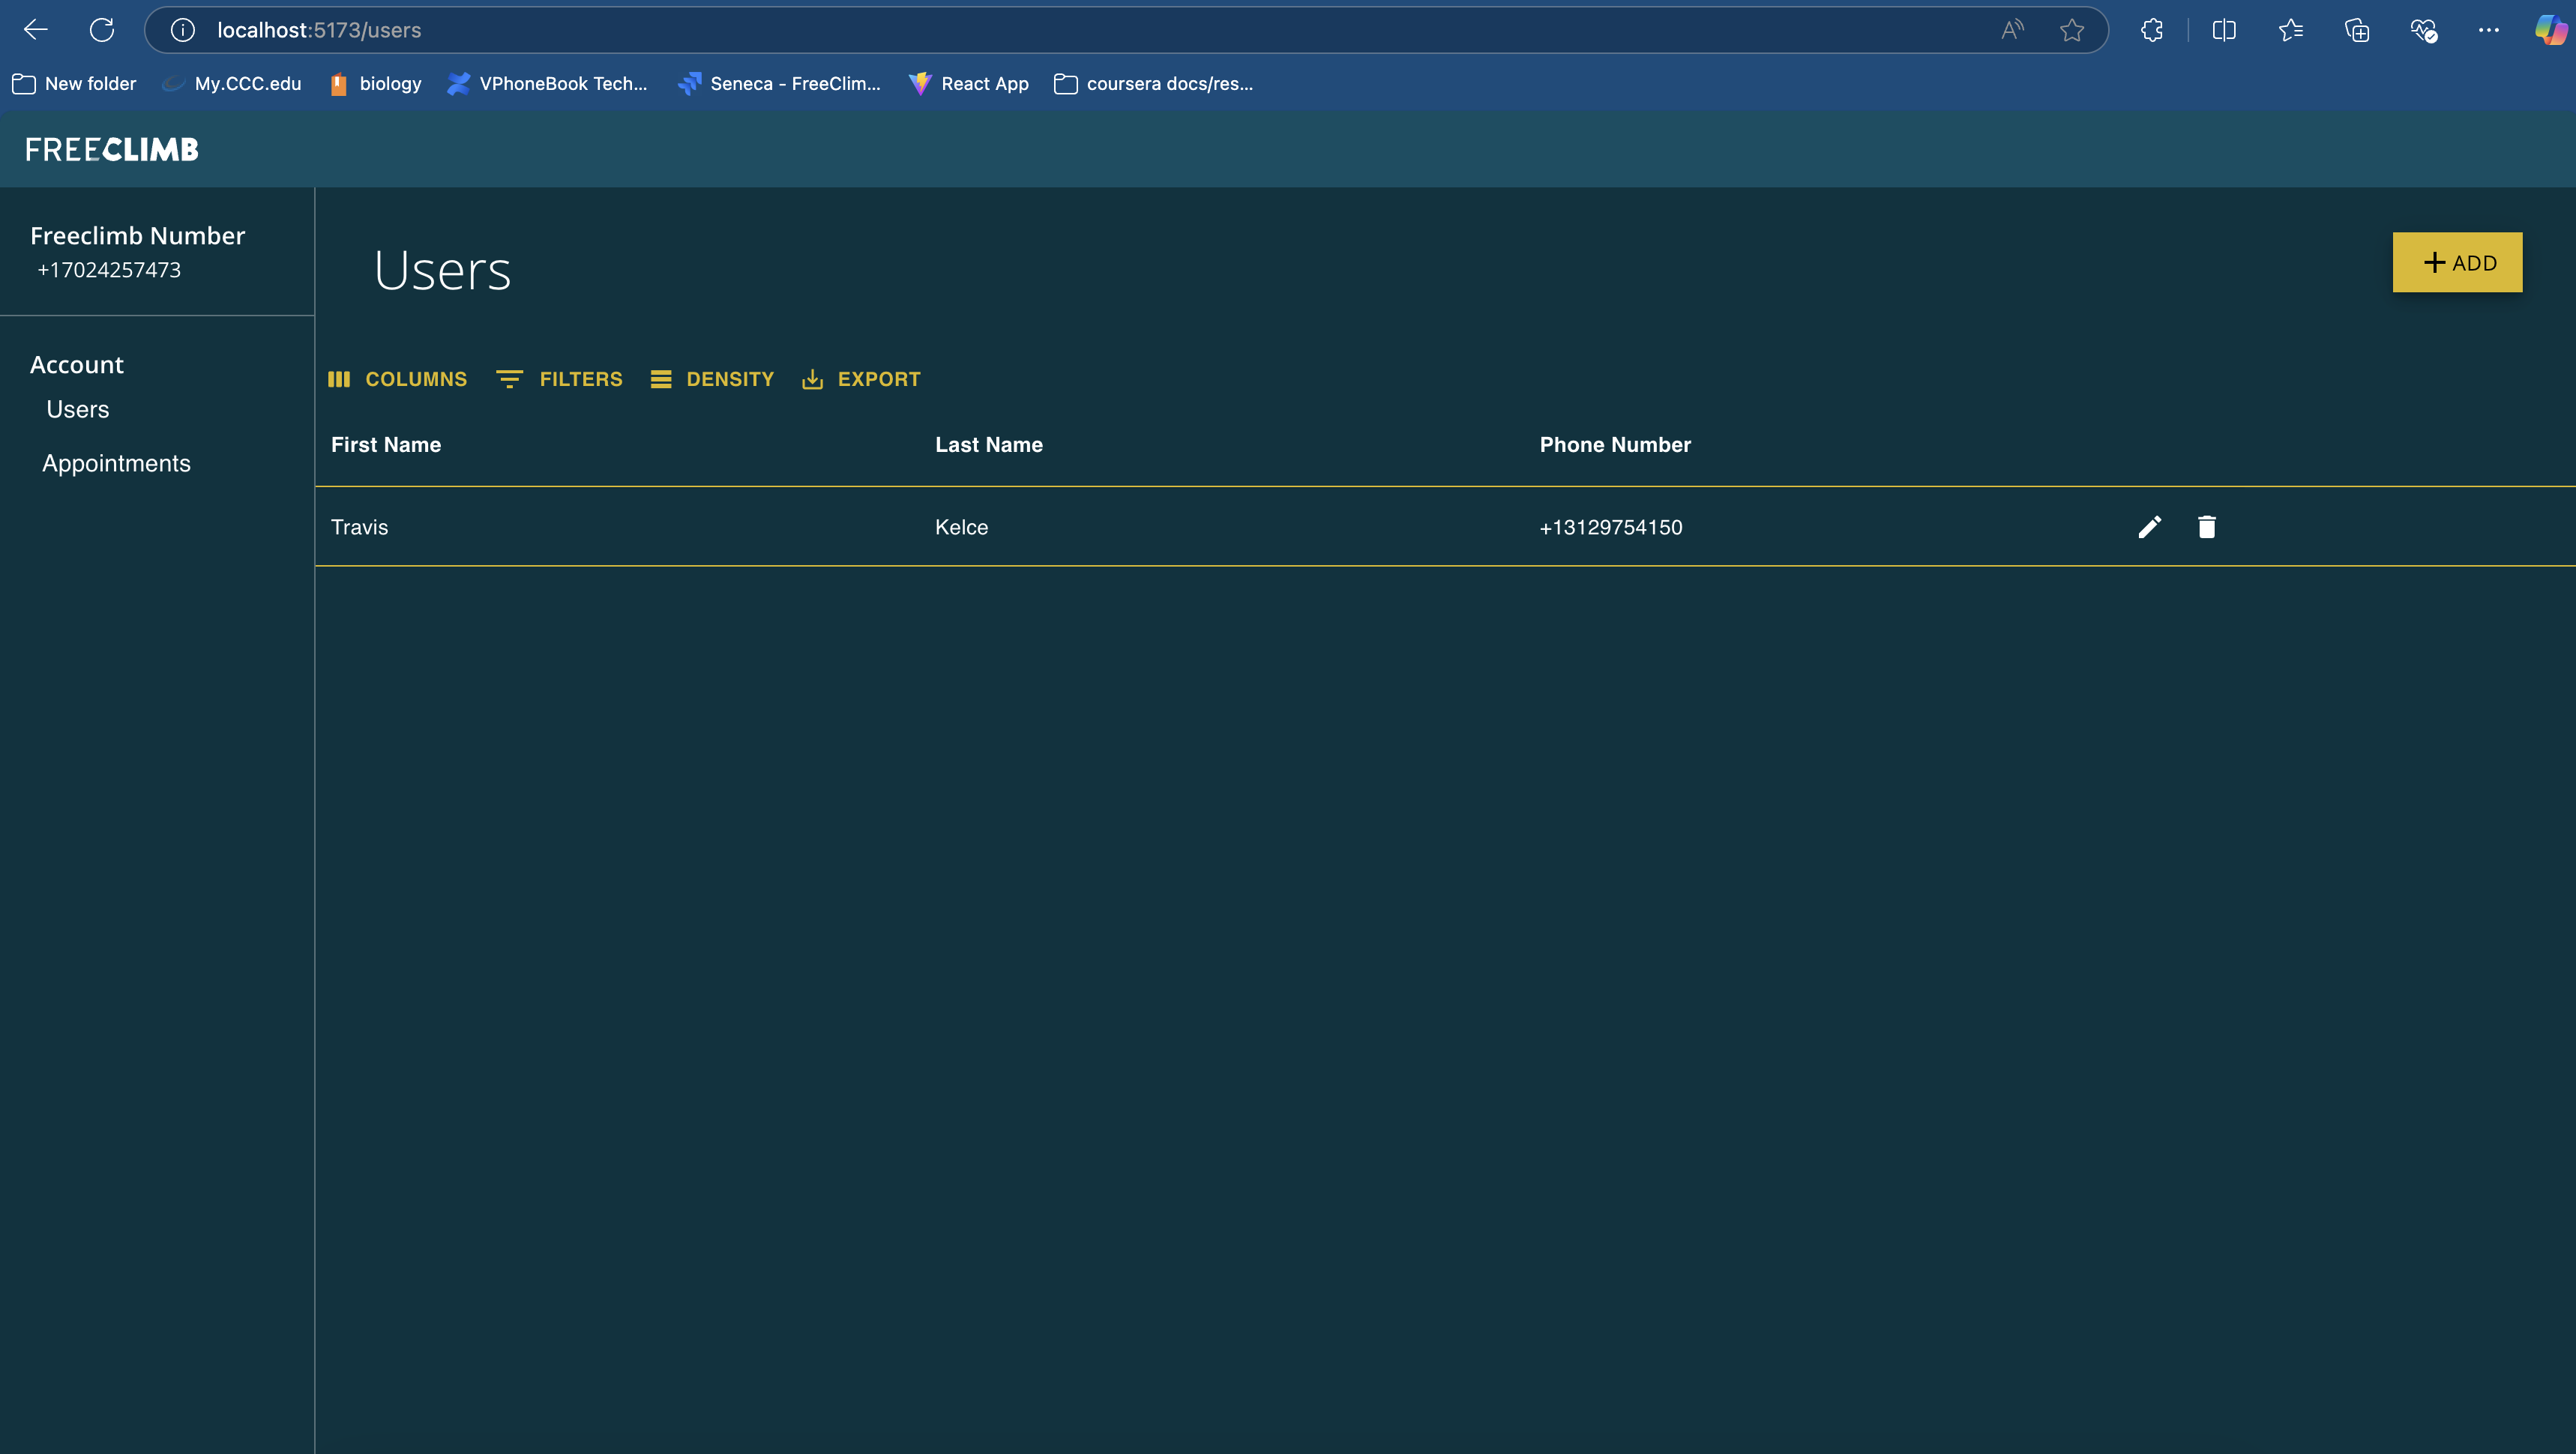 localhost:5173/users
New folder My.CCC.edu biology VPhoneBook Tech... Seneca - FreeClim... React App coursera docs/res...
FREECLIMB
Freeclimb Number
+17024257473
Account
Users
Appointments
Users
ADD
COLUMNS FILTERS DENSITY EXPORT
First Name Last Name Phone Number
Travis Kelce +13129754150